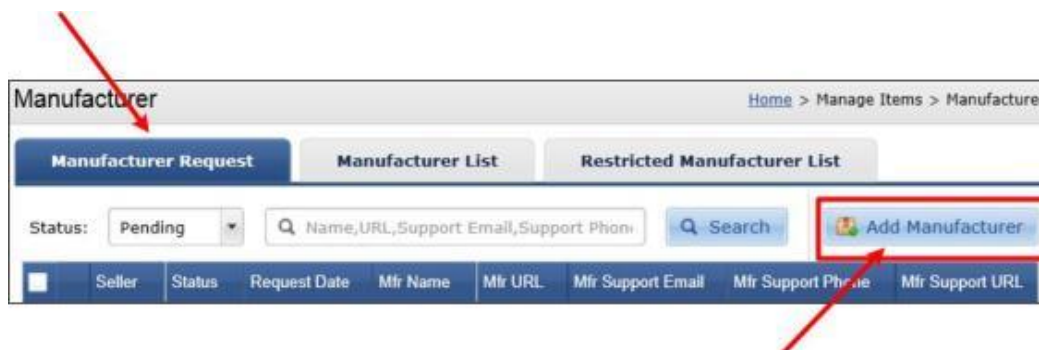 Manufacturer
Home > Manage Items > Manufacture
Manufacturer Request Manufacturer List Restricted Manufacturer List
Status: Pending Name,URL,Support Email,Support Phon Search Add Manufacturer
Seller Status Request Date Mfr Name Mfr URL Mfr Support Email Mfr Support Phone Mfr Support URL